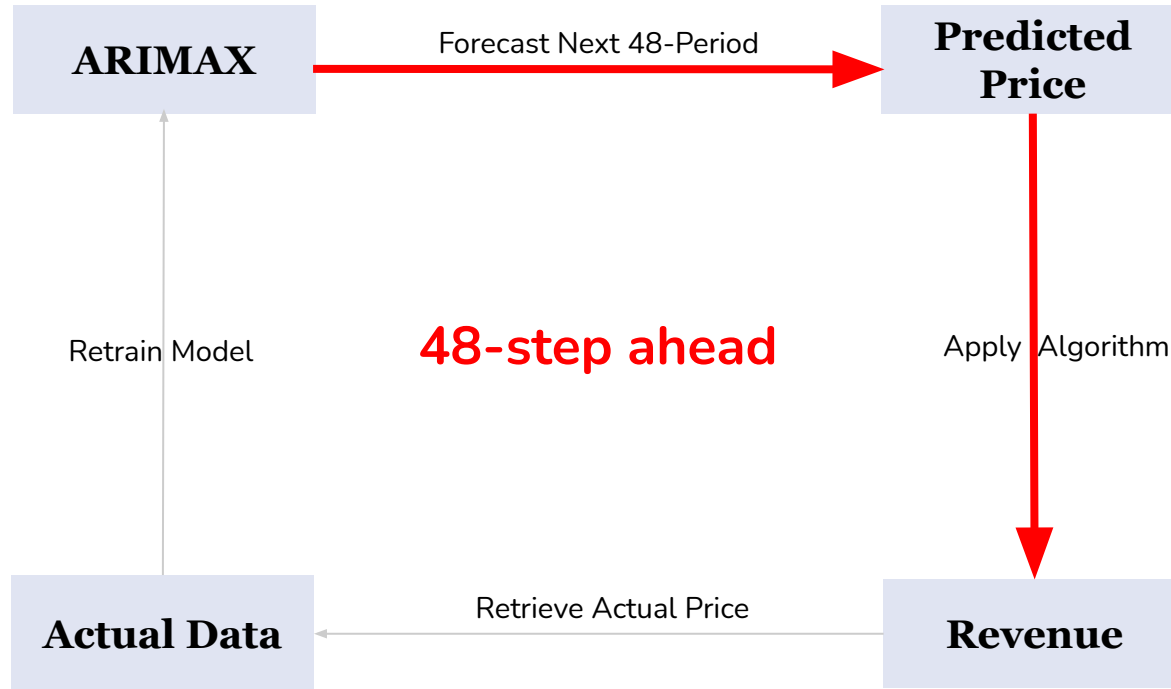 ARIMAX
Forecast Next 48-Period
Predicted
Price
Retrain Model
48-step ahead
Apply Algorithm
Actual Data
Retrieve Actual Price
Revenue